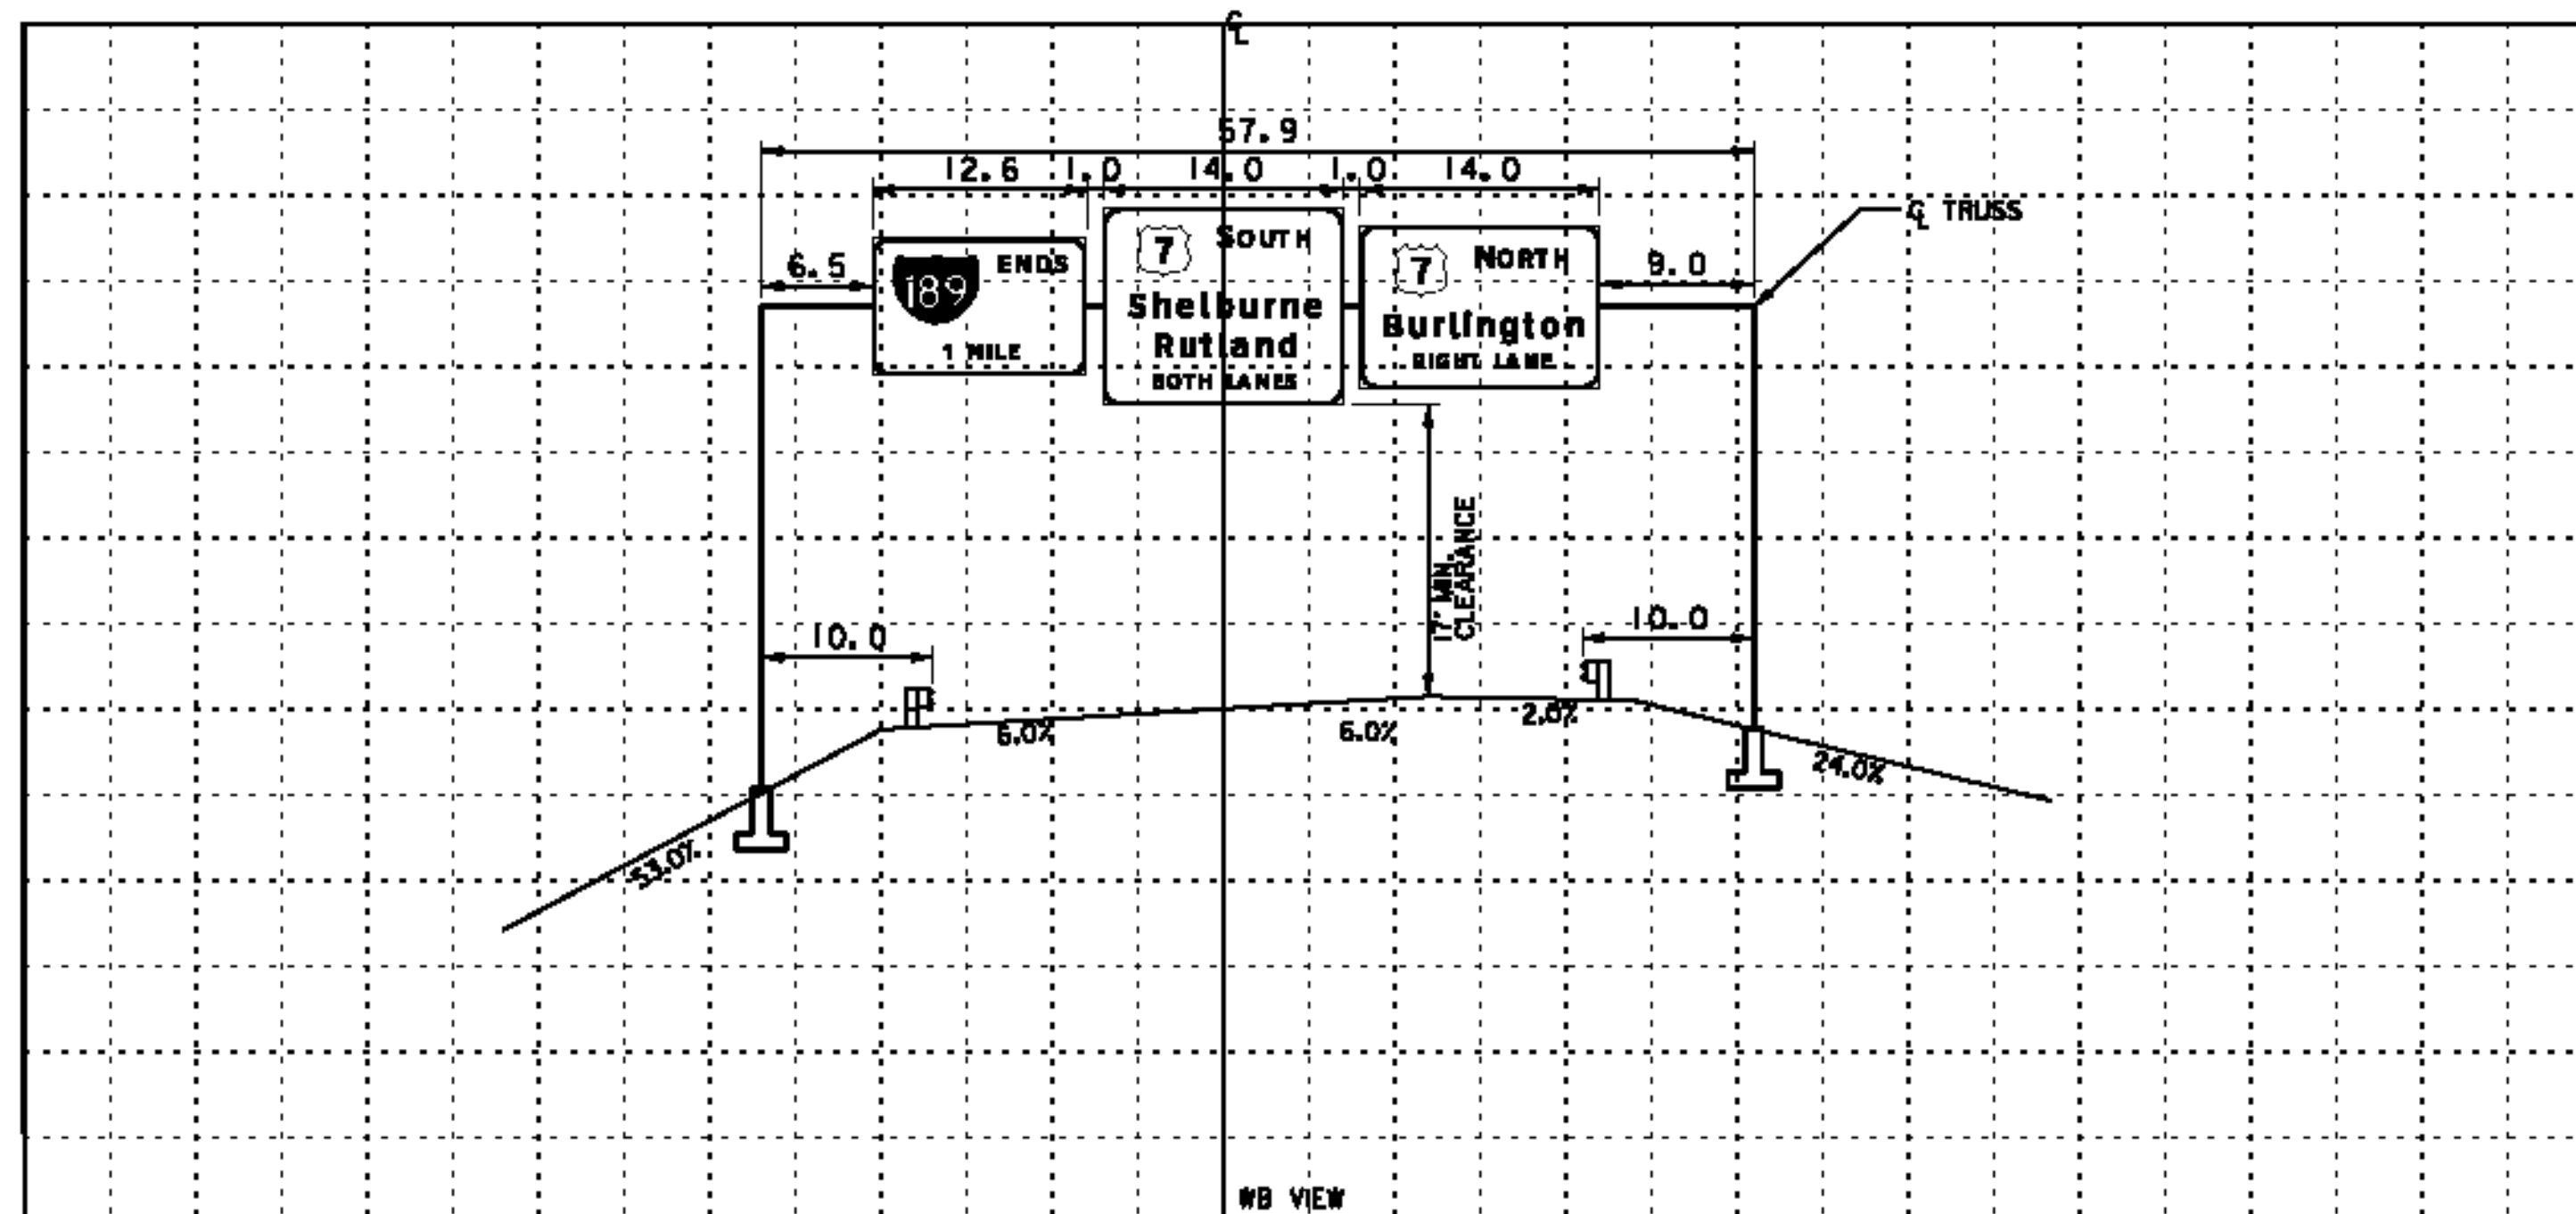 ℄
57.9
12.6 1.0 14.0 1.0 14.0
℄ TRUSS
6.5
9.0
189 ENDS
1 MILE
7 SOUTH
Shelburne
Rutland
BOTH LANES
7 NORTH
Burlington
RIGHT LANE
17' MIN.
CLEARANCE
10.0
10.0
6.0%
6.0%
2.0%
24.0%
53.0%
WB VIEW